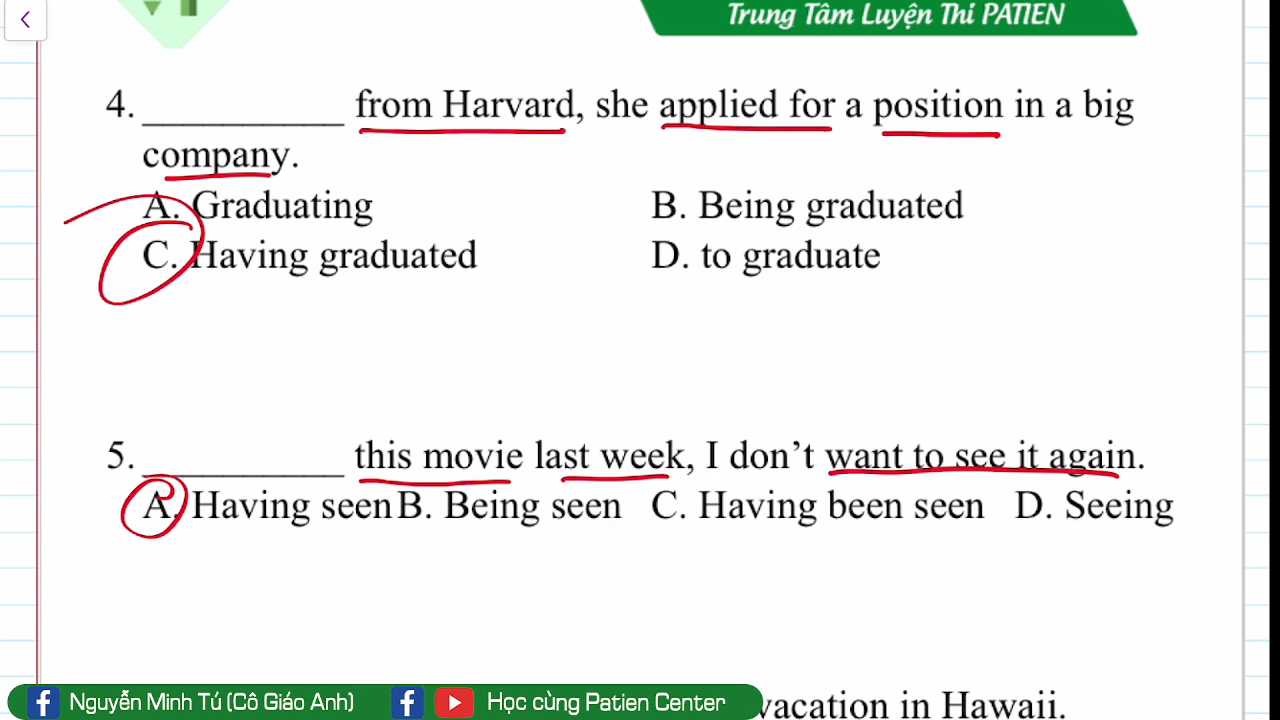 Trung Tâm Luyện Thi PATIEN
4. __________ from Harvard, she applied for a position in a big
company.
A. Graduating B. Being graduated
C. Having graduated D. to graduate
5. __________ this movie last week, I don't want to see it again.
A. Having seen B. Being seen C. Having been seen D. Seeing
vacation in Hawaii.
Nguyễn Minh Tú (Cô Giáo Anh) Học cùng Patien Center